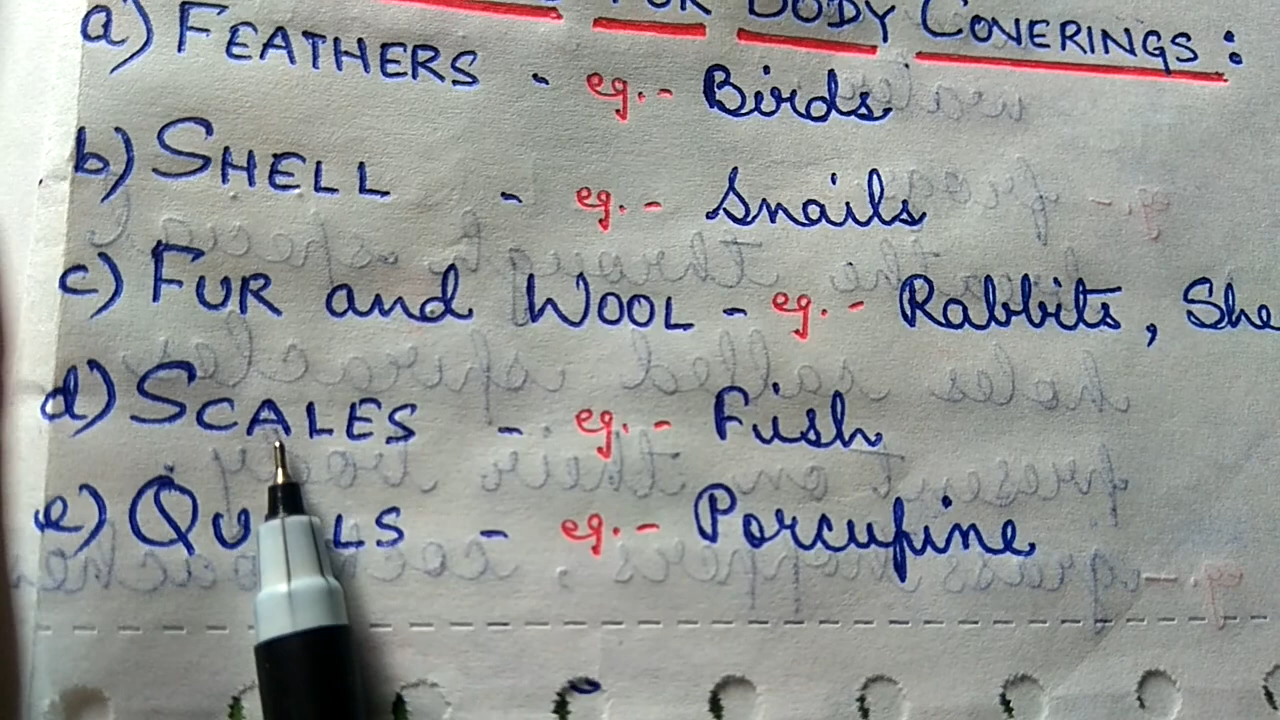 FOR BODY COVERINGS :
a) FEATHERS - eg.- Birds
b) SHELL - eg.- Snails
c) FUR and WOOL - eg.- Rabbits, She
d) SCALES - eg.- Fish
e) - eg.- Porcupine